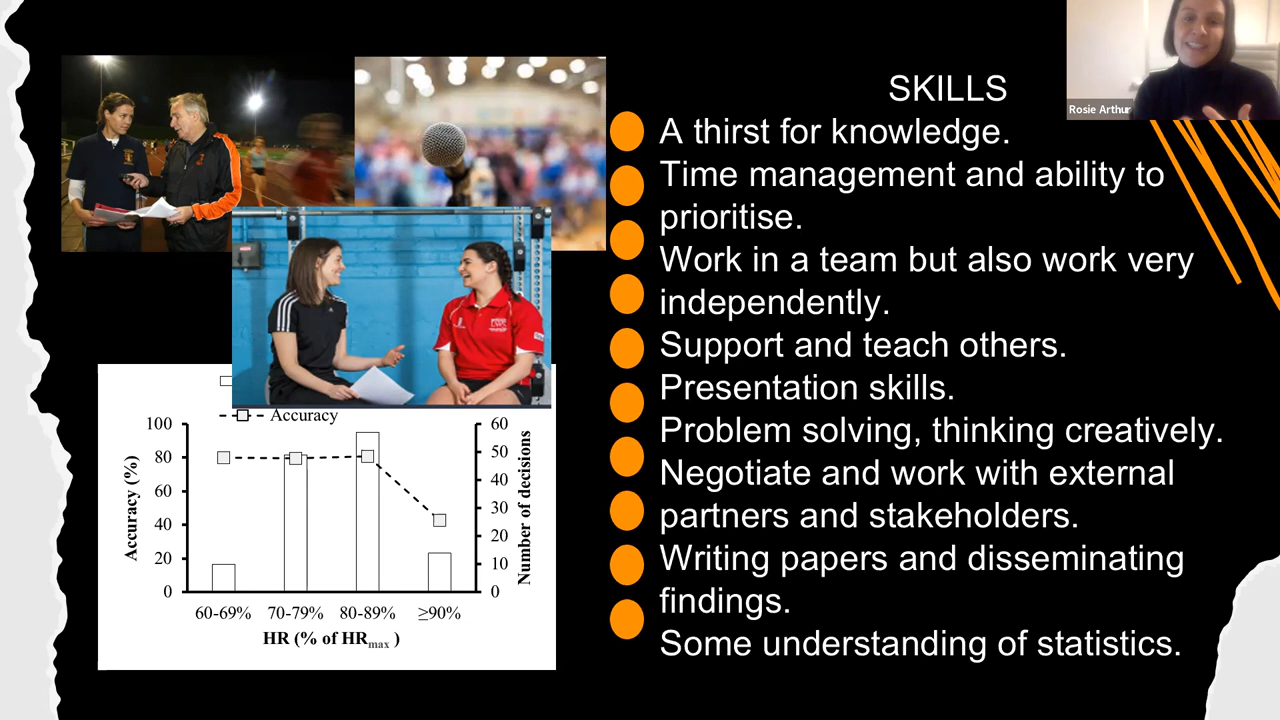 SKILLS
Rosie Arthur
A thirst for knowledge.
Time management and ability to
prioritise.
Work in a team but also work very
independently.
Support and teach others.
Presentation skills.
Problem solving, thinking creatively.
Negotiate and work with external
partners and stakeholders.
Writing papers and disseminating
findings.
Some understanding of statistics.
Accuracy
100
80
60
40
20
0
Accuracy (%)
60
50
40
30
20
10
0
Number of decisions
60-69% 70-79% 80-89% ≥90%
HR (% of HRmax )